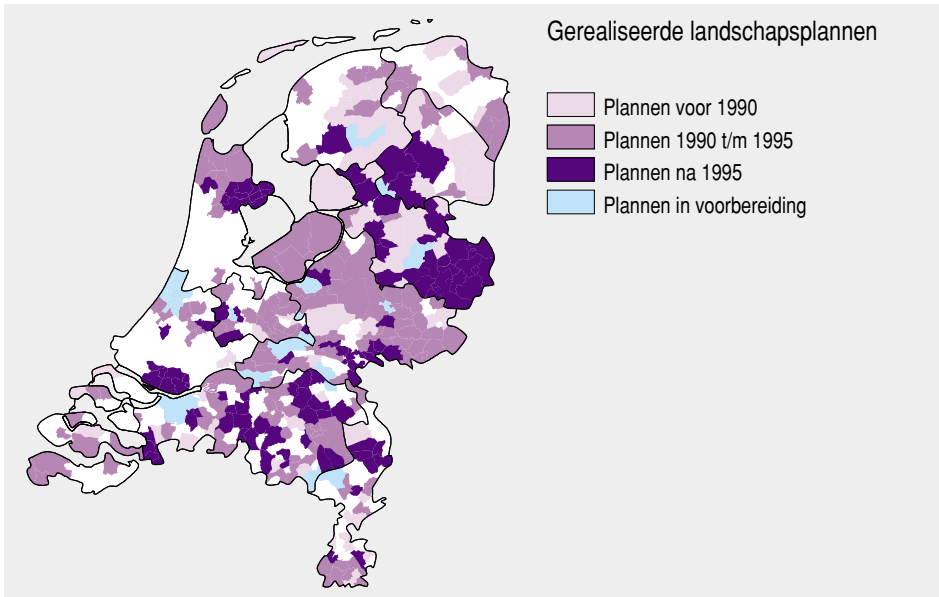 Gerealiseerde landschapsplannen
Plannen voor 1990
Plannen 1990 t/m 1995
Plannen na 1995
Plannen in voorbereiding